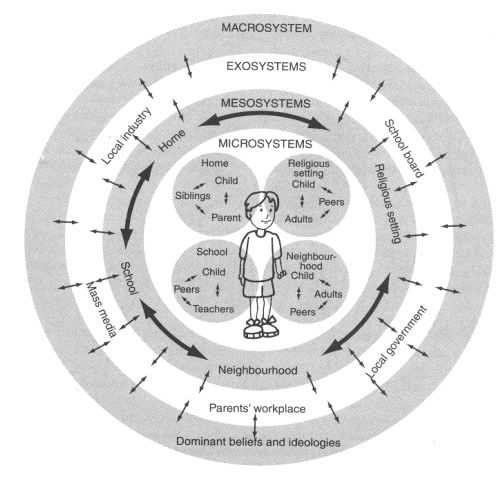 MACROSYSTEM
EXOSYSTEMS
MESOSYSTEMS
MICROSYSTEMS
Local industry
Home
School board
Religious setting
Home
Child
Siblings
Parent
Religious
setting
Child
Peers
Adults
School
Child
Peers
Teachers
Neighbour-
hood
Child
Adults
Peers
School
Mass media
Neighbourhood
Local government
Parents' workplace
Dominant beliefs and ideologies